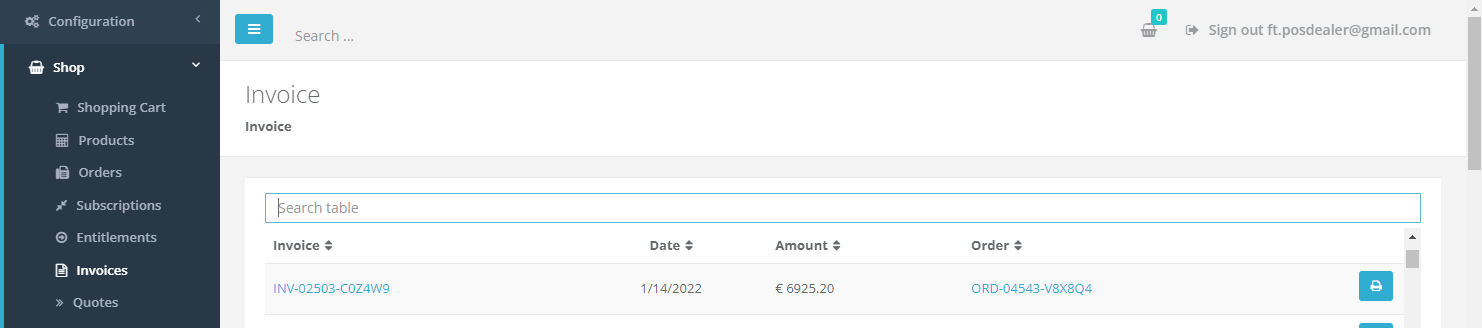 Configuration
Search ...
0
Sign out ft.posdealer@gmail.com
Shop
Shopping Cart
Products
Orders
Subscriptions
Entitlements
Invoices
Quotes
Invoice
Invoice
Search table
Invoice Date Amount Order
INV-02503-C0Z4W9 1/14/2022 € 6925.20 ORD-04543-V8X8Q4